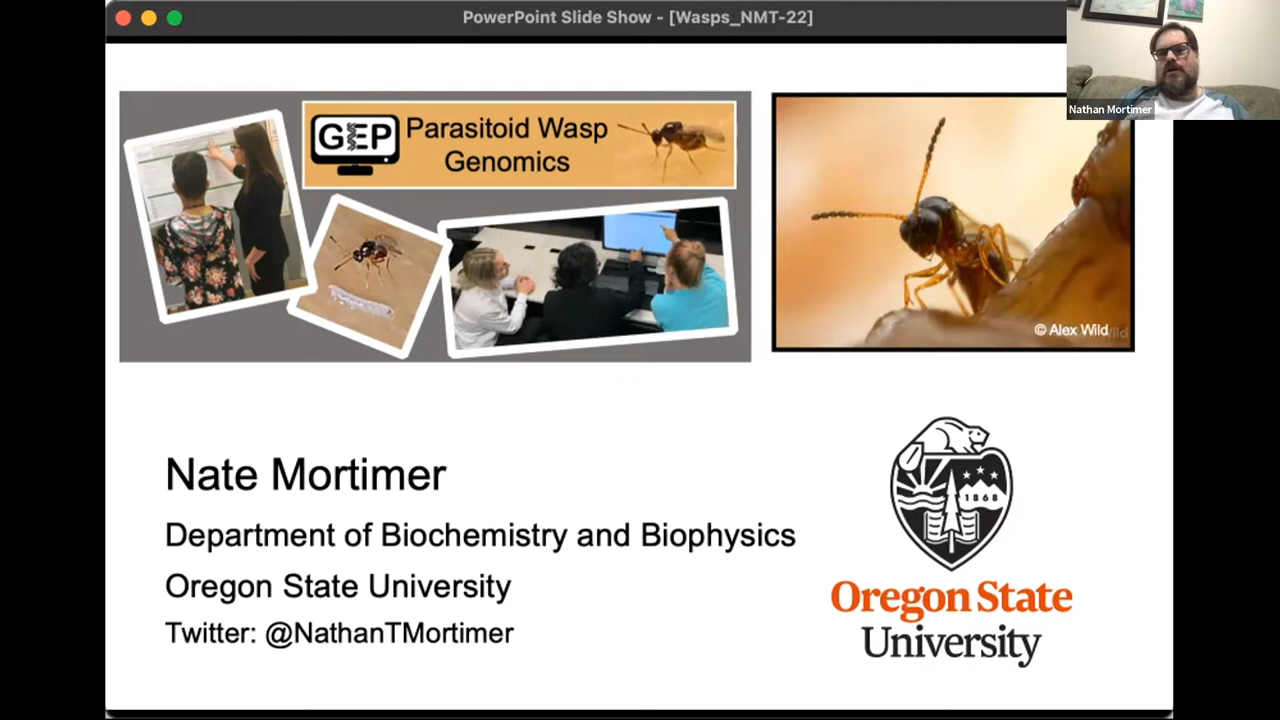 PowerPoint Slide Show - [Wasps_NMT-22]
Nathan Mortimer
GEP
Parasitoid Wasp
Genomics
© Alex Wild
Nate Mortimer
Department of Biochemistry and Biophysics
Oregon State University
Twitter: @NathanTMortimer
1868
Oregon State
University